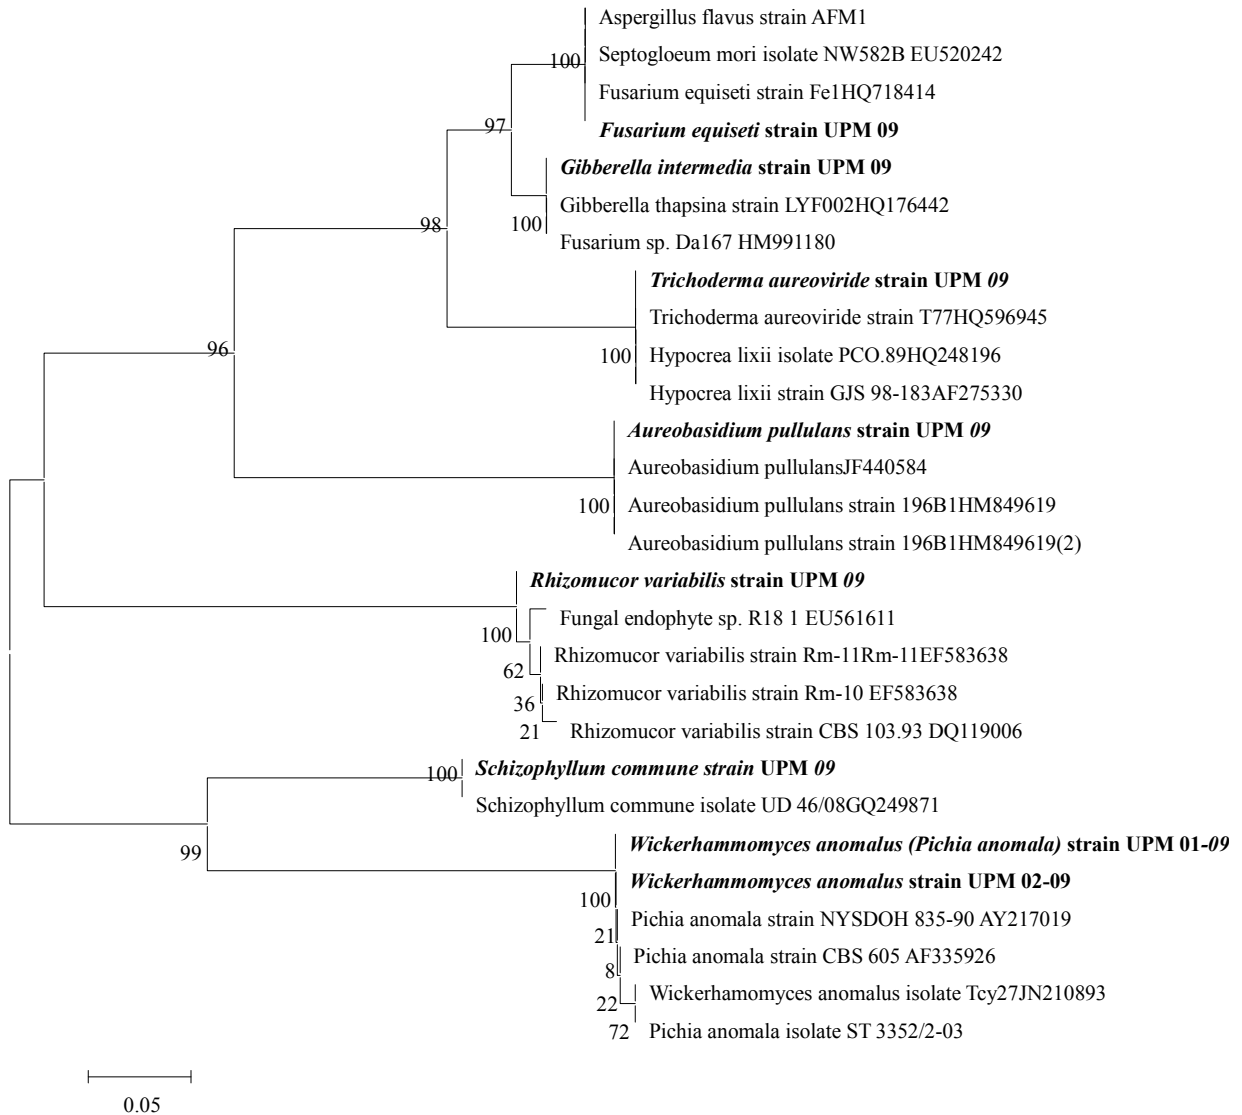 Aspergillus flavus strain AFM1
100
Septogloeum mori isolate NW582B EU520242
Fusarium equiseti strain Fe1HQ718414
97
Fusarium equiseti strain UPM 09
Gibberella intermedia strain UPM 09
Gibberella thapsina strain LYF002HQ176442
98
100
Fusarium sp. Da167 HM991180
Trichoderma aureoviride strain UPM 09
Trichoderma aureoviride strain T77HQ596945
96
100
Hypocrea lixii isolate PCO.89HQ248196
Hypocrea lixii strain GJS 98-183AF275330
Aureobasidium pullulans strain UPM 09
Aureobasidium pullulansJF440584
100
Aureobasidium pullulans strain 196B1HM849619
Aureobasidium pullulans strain 196B1HM849619(2)
Rhizomucor variabilis strain UPM 09
Fungal endophyte sp. R18 1 EU561611
100
Rhizomucor variabilis strain Rm-11Rm-11EF583638
62
Rhizomucor variabilis strain Rm-10 EF583638
36
21
Rhizomucor variabilis strain CBS 103.93 DQ119006
100
Schizophyllum commune strain UPM 09
Schizophyllum commune isolate UD 46/08GQ249871
99
Wickerhammomyces anomalus (Pichia anomala) strain UPM 01-09
Wickerhammomyces anomalus strain UPM 02-09
100
Pichia anomala strain NYSDOH 835-90 AY217019
21
Pichia anomala strain CBS 605 AF335926
8
Wickerhamomyces anomalus isolate Tcy27JN210893
22
72
Pichia anomala isolate ST 3352/2-03
0.05